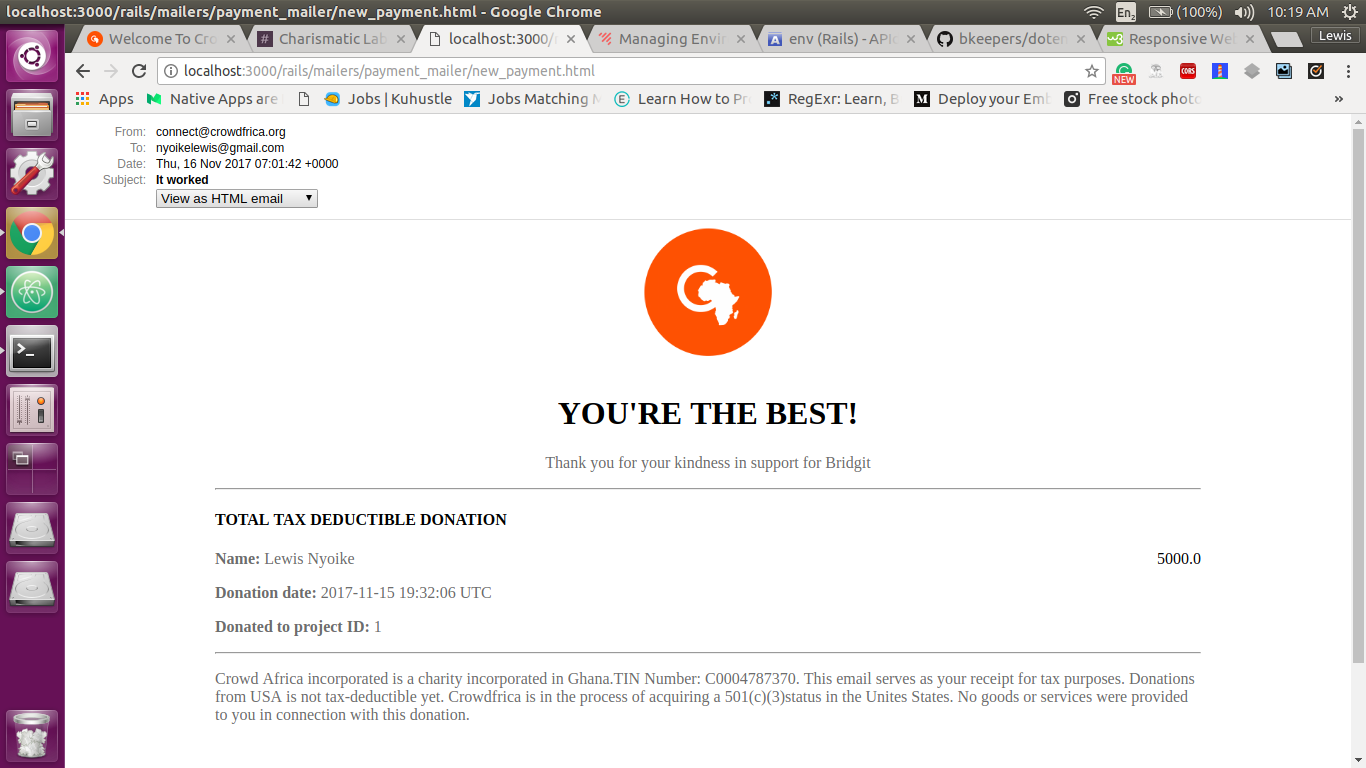 localhost:3000/rails/mailers/payment_mailer/new_payment.html - Google Chrome
En2
(100%)
10:19 AM
Welcome To Cro
Charismatic Lab
localhost:3000/r
Managing Envir
env (Rails) - APId
bkeepers/doten
Responsive Web
Lewis
localhost:3000/rails/mailers/payment_mailer/new_payment.html
NEW
CORS
Apps
Native Apps are
Jobs | Kuhustle
Jobs Matching M
Learn How to Pr
RegExr: Learn, B
Deploy your Emb
Free stock photo
»
From: connect@crowdfrica.org
To: nyoikelewis@gmail.com
Date: Thu, 16 Nov 2017 07:01:42 +0000
Subject: It worked
View as HTML email
YOU'RE THE BEST!
Thank you for your kindness in support for Bridgit
TOTAL TAX DEDUCTIBLE DONATION
Name: Lewis Nyoike 5000.0
Donation date: 2017-11-15 19:32:06 UTC
Donated to project ID: 1
Crowd Africa incorporated is a charity incorporated in Ghana.TIN Number: C0004787370. This email serves as your receipt for tax purposes. Donations
from USA is not tax-deductible yet. Crowdfrica is in the process of acquiring a 501(c)(3)status in the Unites States. No goods or services were provided
to you in connection with this donation.